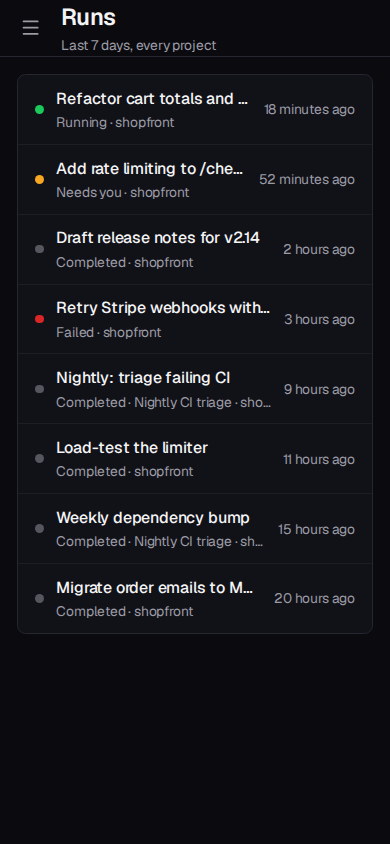 Runs
Last 7 days, every project
Refactor cart totals and ...
18 minutes ago
Running · shopfront
Add rate limiting to /che...
52 minutes ago
Needs you · shopfront
Draft release notes for v2.14
2 hours ago
Completed · shopfront
Retry Stripe webhooks with...
3 hours ago
Failed · shopfront
Nightly: triage failing CI
9 hours ago
Completed · Nightly CI triage · sho...
Load-test the limiter
11 hours ago
Completed · shopfront
Weekly dependency bump
15 hours ago
Completed · Nightly CI triage · sh...
Migrate order emails to M...
20 hours ago
Completed · shopfront